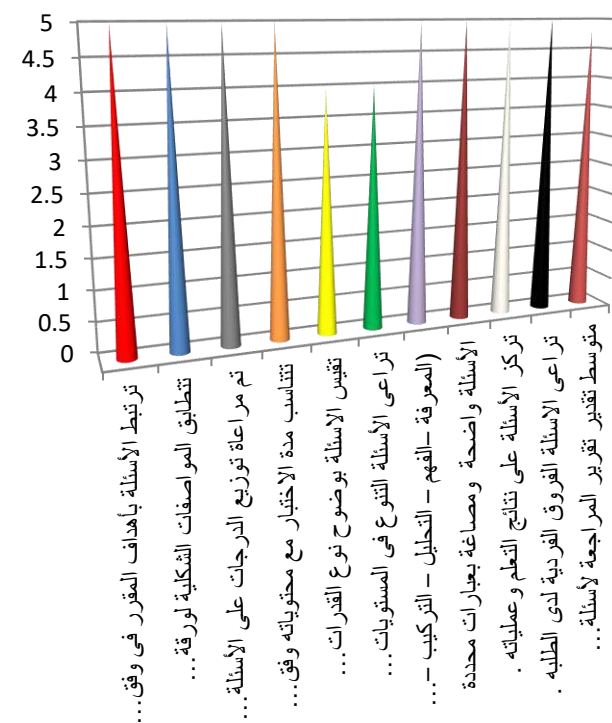 5
4.5
4
3.5
3
2.5
2
1.5
1
0.5
0
ترتبط الأسئلة بأهداف المقرر فى وفق...
تتطابق المواصفات الشكلية لورقة...
تم مراعاة توزيع الدرجات على الأسئلة...
تتناسب مدة الاختبار مع محتوياته وفق...
تقيس الاسئلة بوضوح نوع القدرات...
تراعى الأسئلة التنوع فى المستويات...
(المعرفة –الفهم – التحليل – التركيب –...
الأسئلة واضحة ومصاغة بعبارات محددة
تركز الأسئلة على نتائج التعلم وعملياته .
تراعى الاسئلة الفروق الفردية لدى الطلبه .
متوسط تقدير تقرير المراجعة لأسئلة...